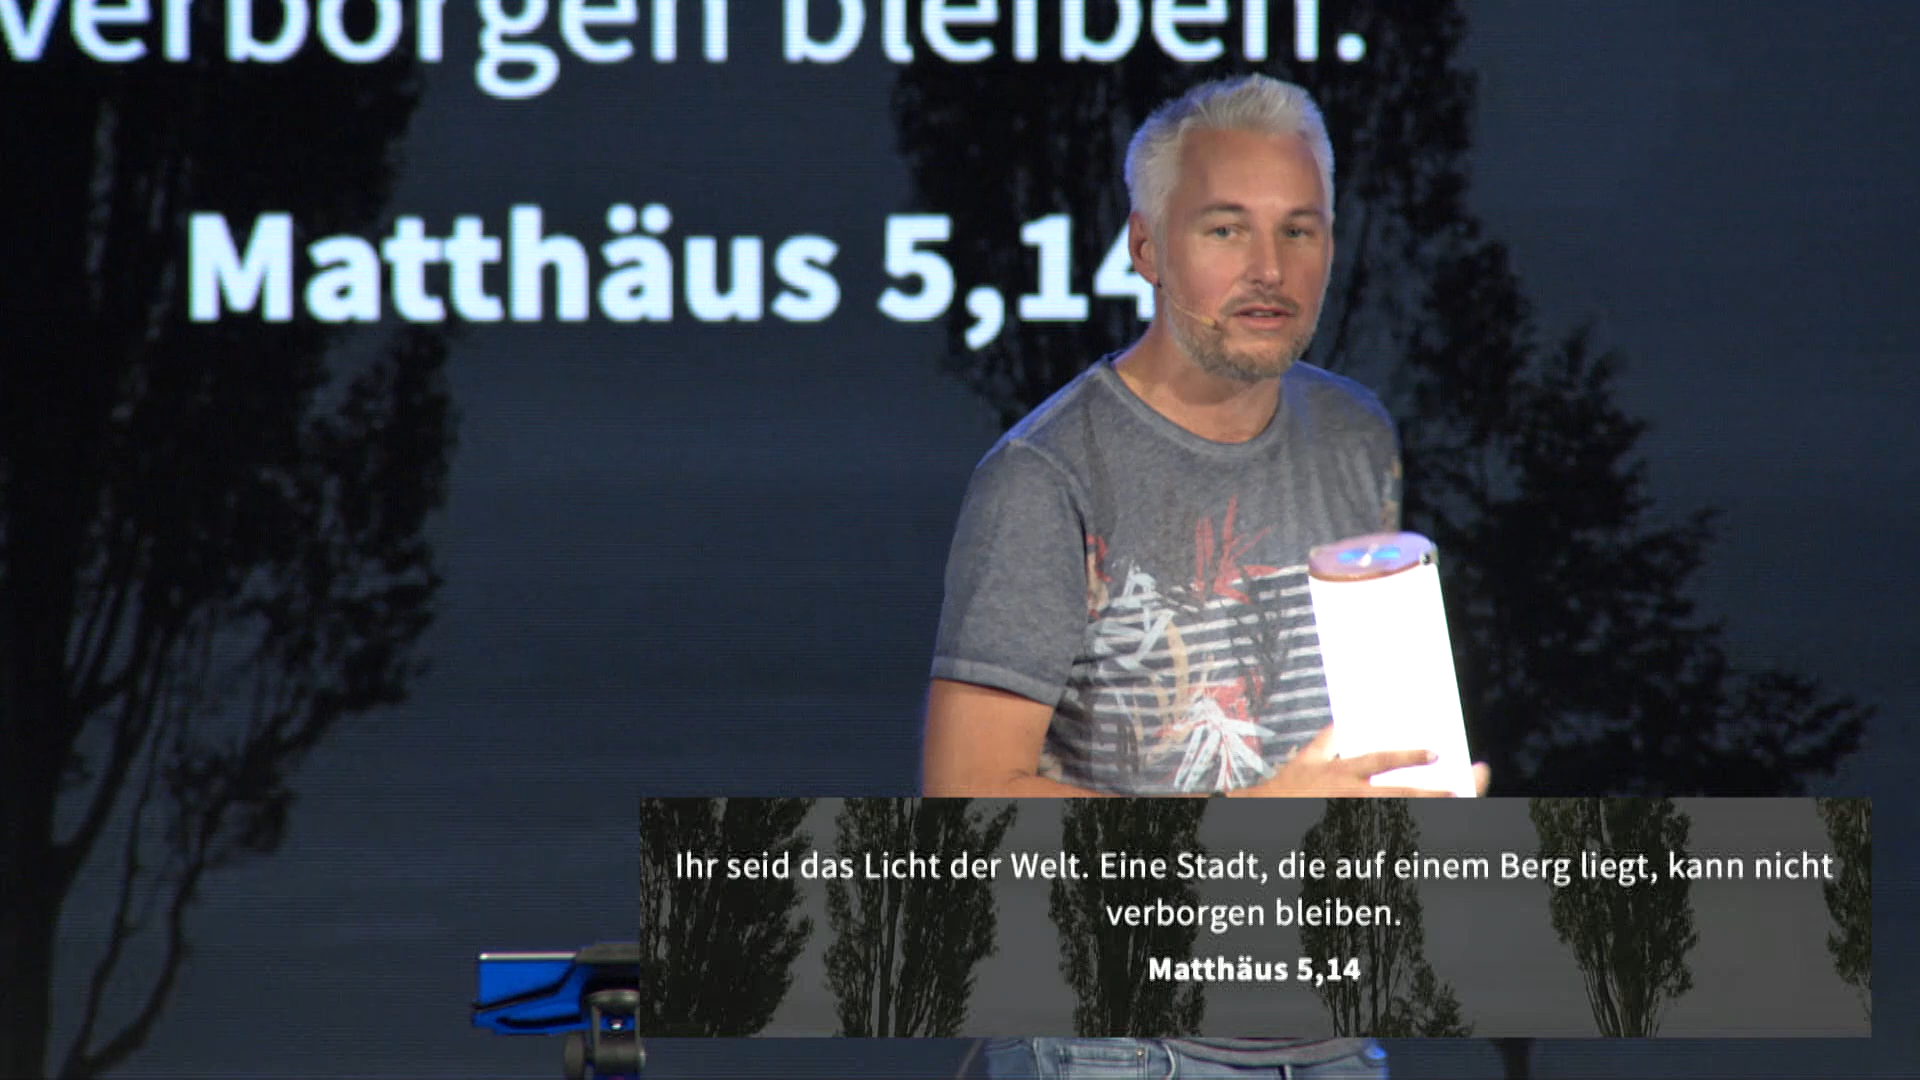 verborgen bleiben.
Matthäus 5,14
Ihr seid das Licht der Welt. Eine Stadt, die auf einem Berg liegt, kann nicht
verborgen bleiben.
Matthäus 5,14